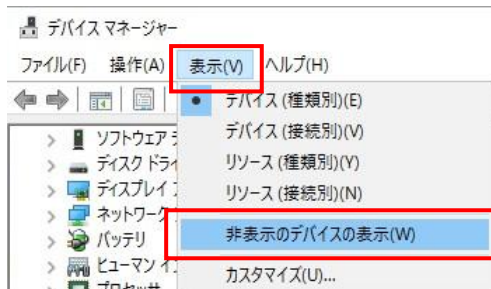 デバイス マネージャー
ファイル(F) 操作(A) 表示(V) ヘルプ(H)
デバイス (種類別)(E)
デバイス (接続別)(V)
リソース (種類別)(Y)
リソース (接続別)(N)
非表示のデバイスの表示(W)
カスタマイズ(U)...
ソフトウェア
ディスク
ディスプレイ
ネットワーク
バッテリ
ヒューマン